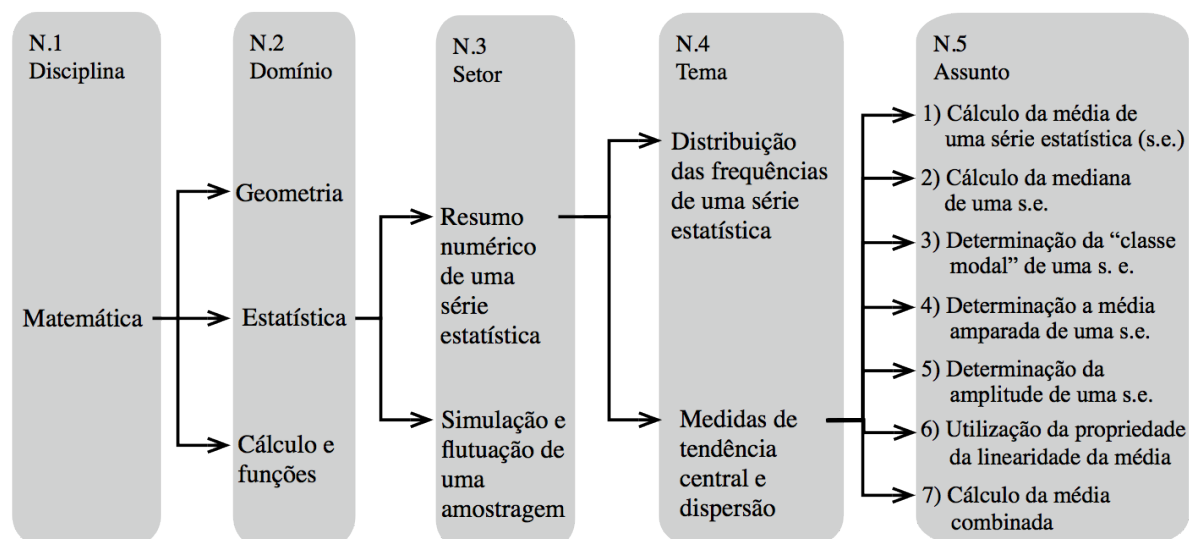 N.1
Disciplina
Matemática
N.2
Domínio
Geometria
Estatística
Cálculo e
funções
N.3
Setor
Resumo
numérico
de uma
série
estatística
Simulação e
flutuação de
uma
amostragem
N.4
Tema
Distribuição
das frequências
de uma série
estatística
Medidas de
tendência
central e
dispersão
N.5
Assunto
1) Cálculo da média de
uma série estatística (s.e.)
2) Cálculo da mediana
de uma s.e.
3) Determinação da “classe
modal” de uma s. e.
4) Determinação a média
amparada de uma s.e.
5) Determinação da
amplitude de uma s.e.
6) Utilização da propriedade
da linearidade da média
7) Cálculo da média
combinada